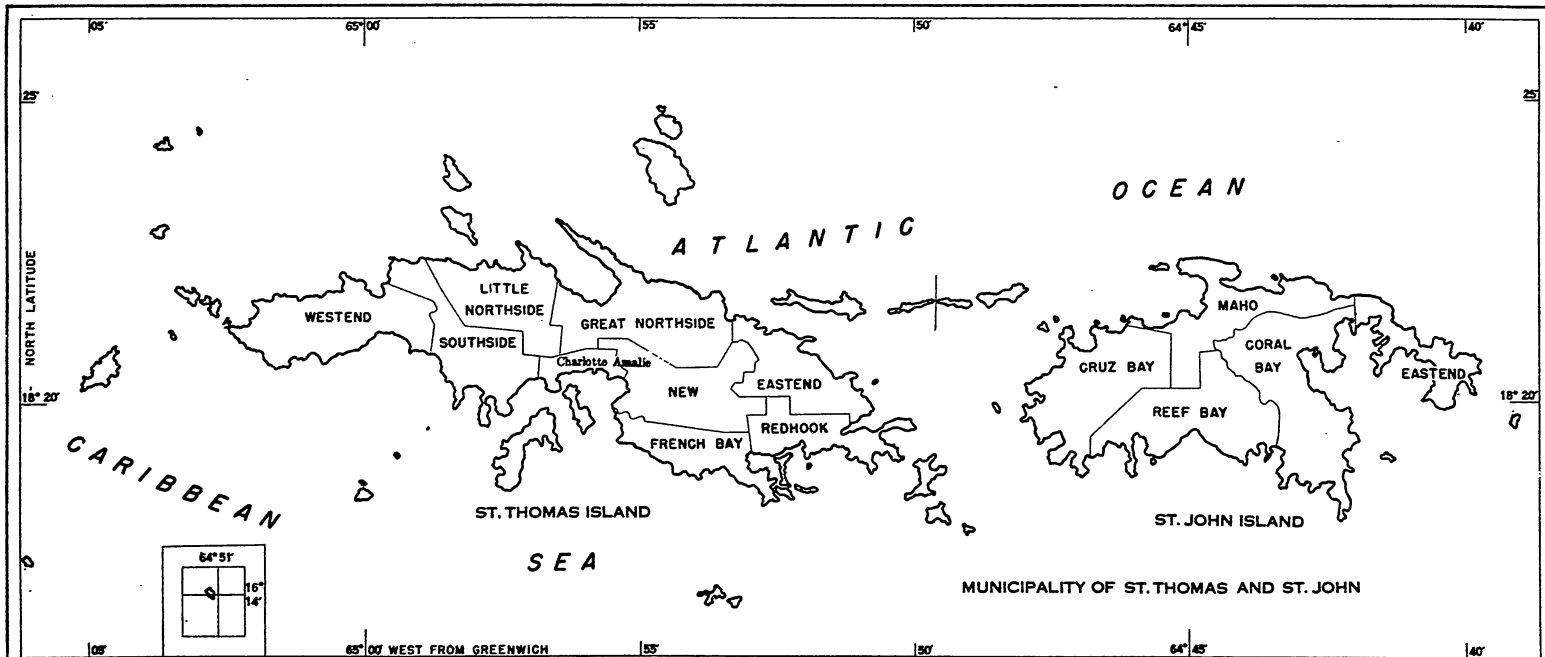 05' 65° 00' 55' 50' 64° 45' 40'
25' 25'
OCEAN
ATLANTIC
NORTH LATITUDE
LITTLE
NORTHSIDE
MAHO
WESTEND
GREAT NORTHSIDE
SOUTHSIDE
CORAL
BAY
Charlotte Amalie
CRUZ BAY
EASTEND
EASTEND
NEW
18° 20' 18° 20'
REEF BAY
REDHOOK
FRENCH BAY
CARIBBEAN
ST. THOMAS ISLAND
ST. JOHN ISLAND
SEA
64° 51'
16°
14'
MUNICIPALITY OF ST. THOMAS AND ST. JOHN
05' 65° 00' WEST FROM GREENWICH 55' 50' 64° 45' 40'